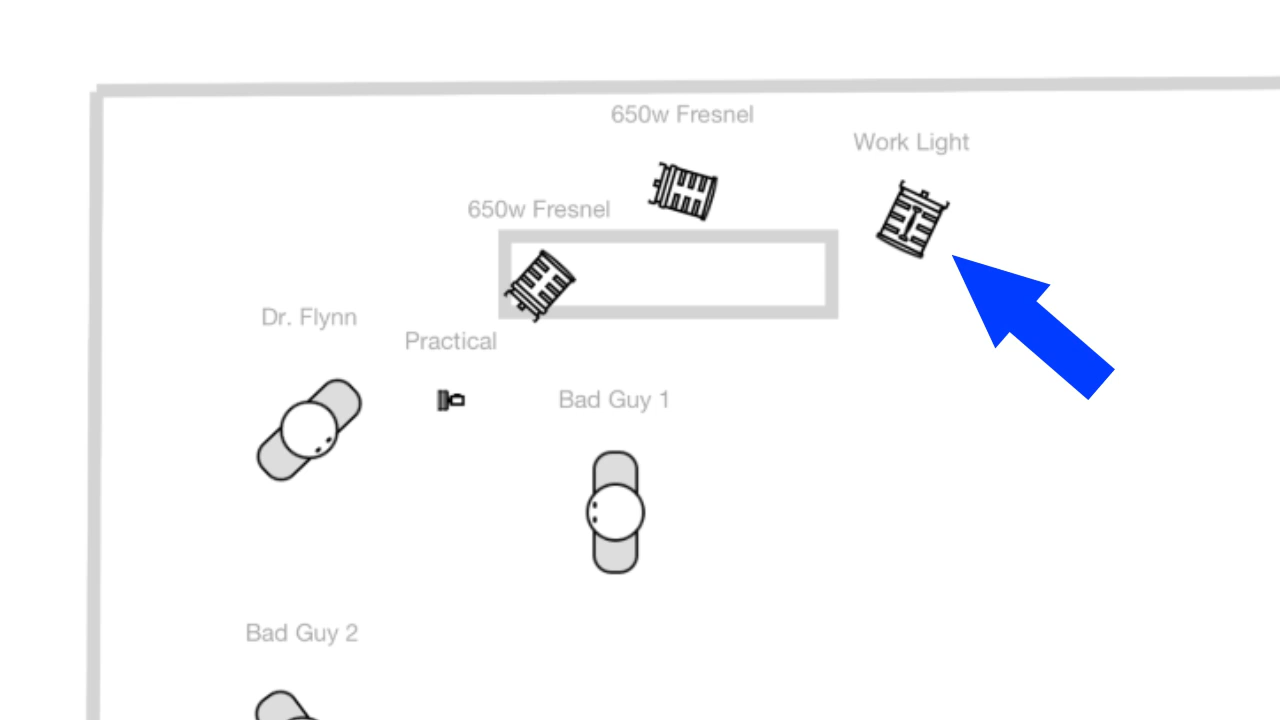 650w Fresnel
Work Light
650w Fresnel
Dr. Flynn
Practical
Bad Guy 1
Bad Guy 2